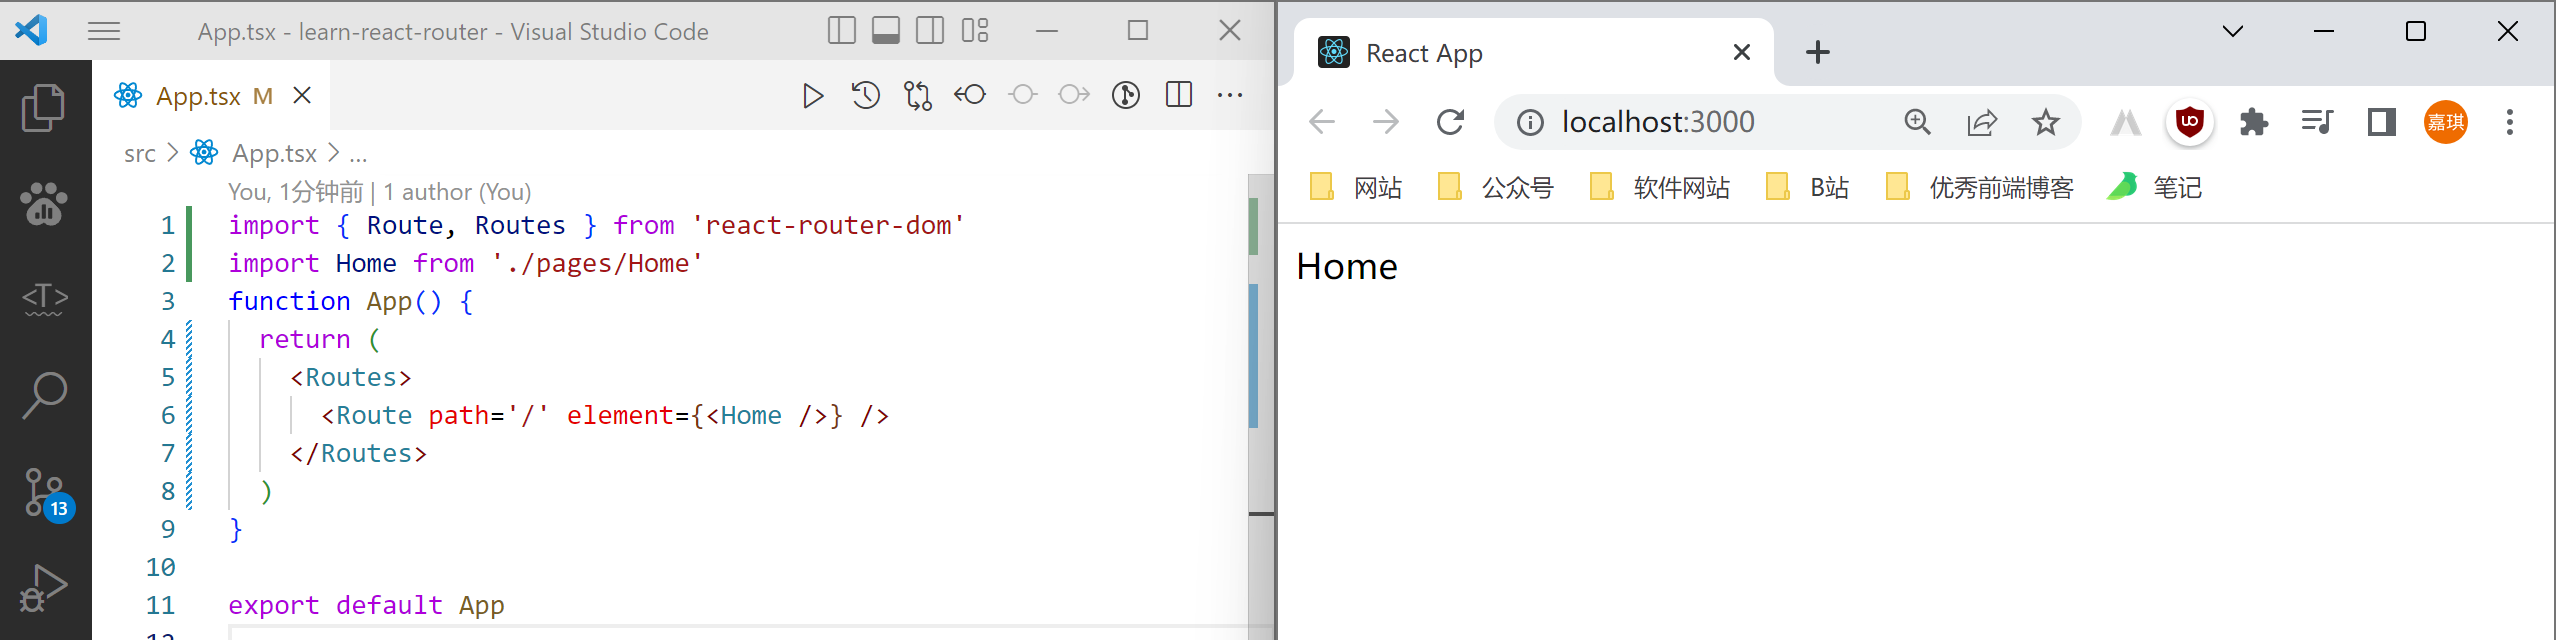 App.tsx - learn-react-router - Visual Studio Code
App.tsx M
src > App.tsx > ...
You, 1分钟前 | 1 author (You)
1 import { Route, Routes } from 'react-router-dom'
2 import Home from './pages/Home'
3 function App() {
4 return (
5 <Routes>
6 <Route path='/' element={<Home />} />
7 </Routes>
8 )
9 }
10
11 export default App
12
<T>
13
React App
localhost:3000
嘉琪
网站 公众号 软件网站 B站 优秀前端博客 笔记
Home